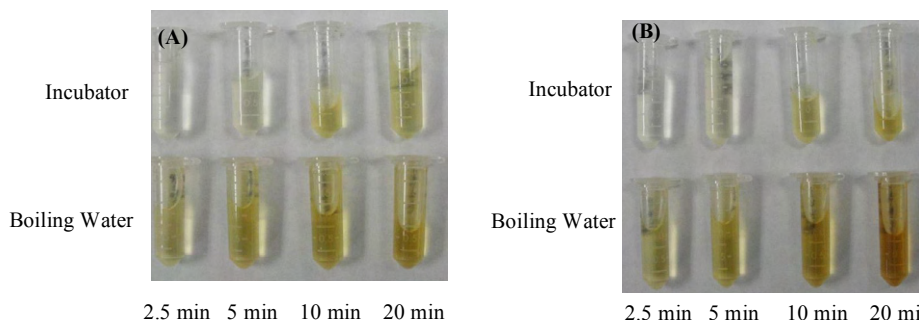 (A)
Incubator
Boiling Water
2.5 min 5 min 10 min 20 min
(B)
Incubator
Boiling Water
2.5 min 5 min 10 min 20 mi